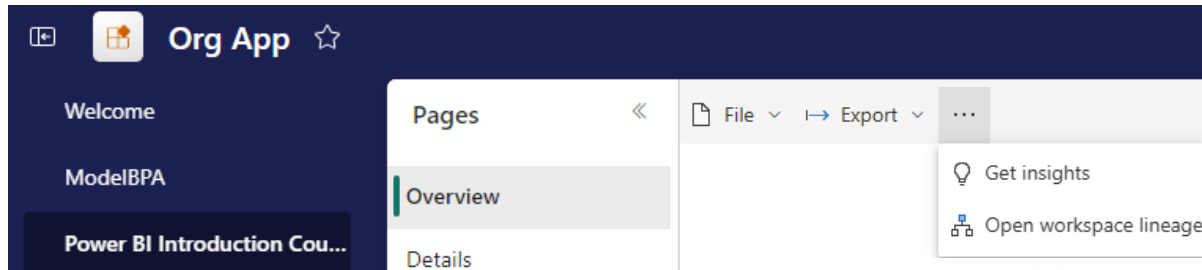 Org App
Welcome
ModelBPA
Power BI Introduction Cou...
Pages
Overview
Details
File
Export
...
Get insights
Open workspace lineage